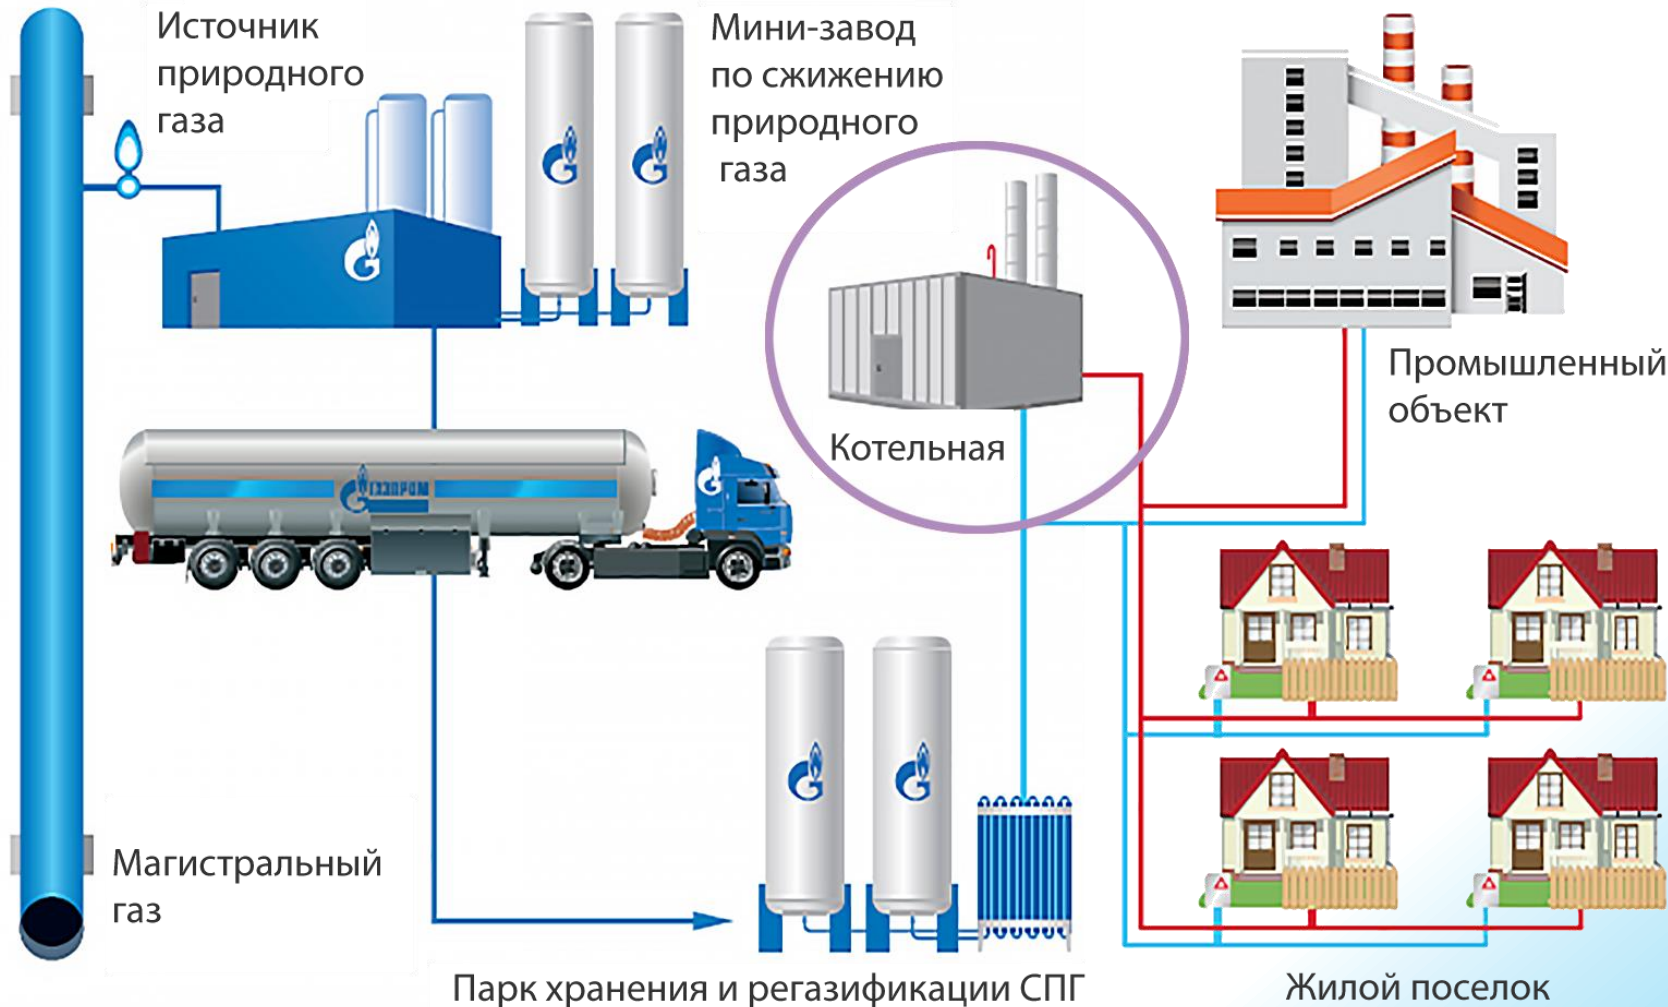 Источник
природного
газа
Мини-завод
по сжижению
природного
газа
Котельная
Промышленный
объект
ГАЗПРОМ
Магистральный
газ
Парк хранения и регазификации СПГ
Жилой поселок